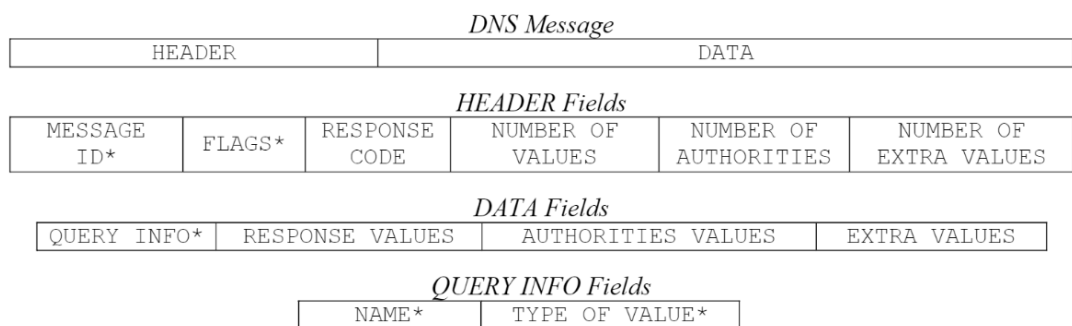 DNS Message
HEADER DATA
HEADER Fields
MESSAGE ID* FLAGS* RESPONSE CODE NUMBER OF VALUES NUMBER OF AUTHORITIES NUMBER OF EXTRA VALUES
DATA Fields
QUERY INFO* RESPONSE VALUES AUTHORITIES VALUES EXTRA VALUES
QUERY INFO Fields
NAME* TYPE OF VALUE*